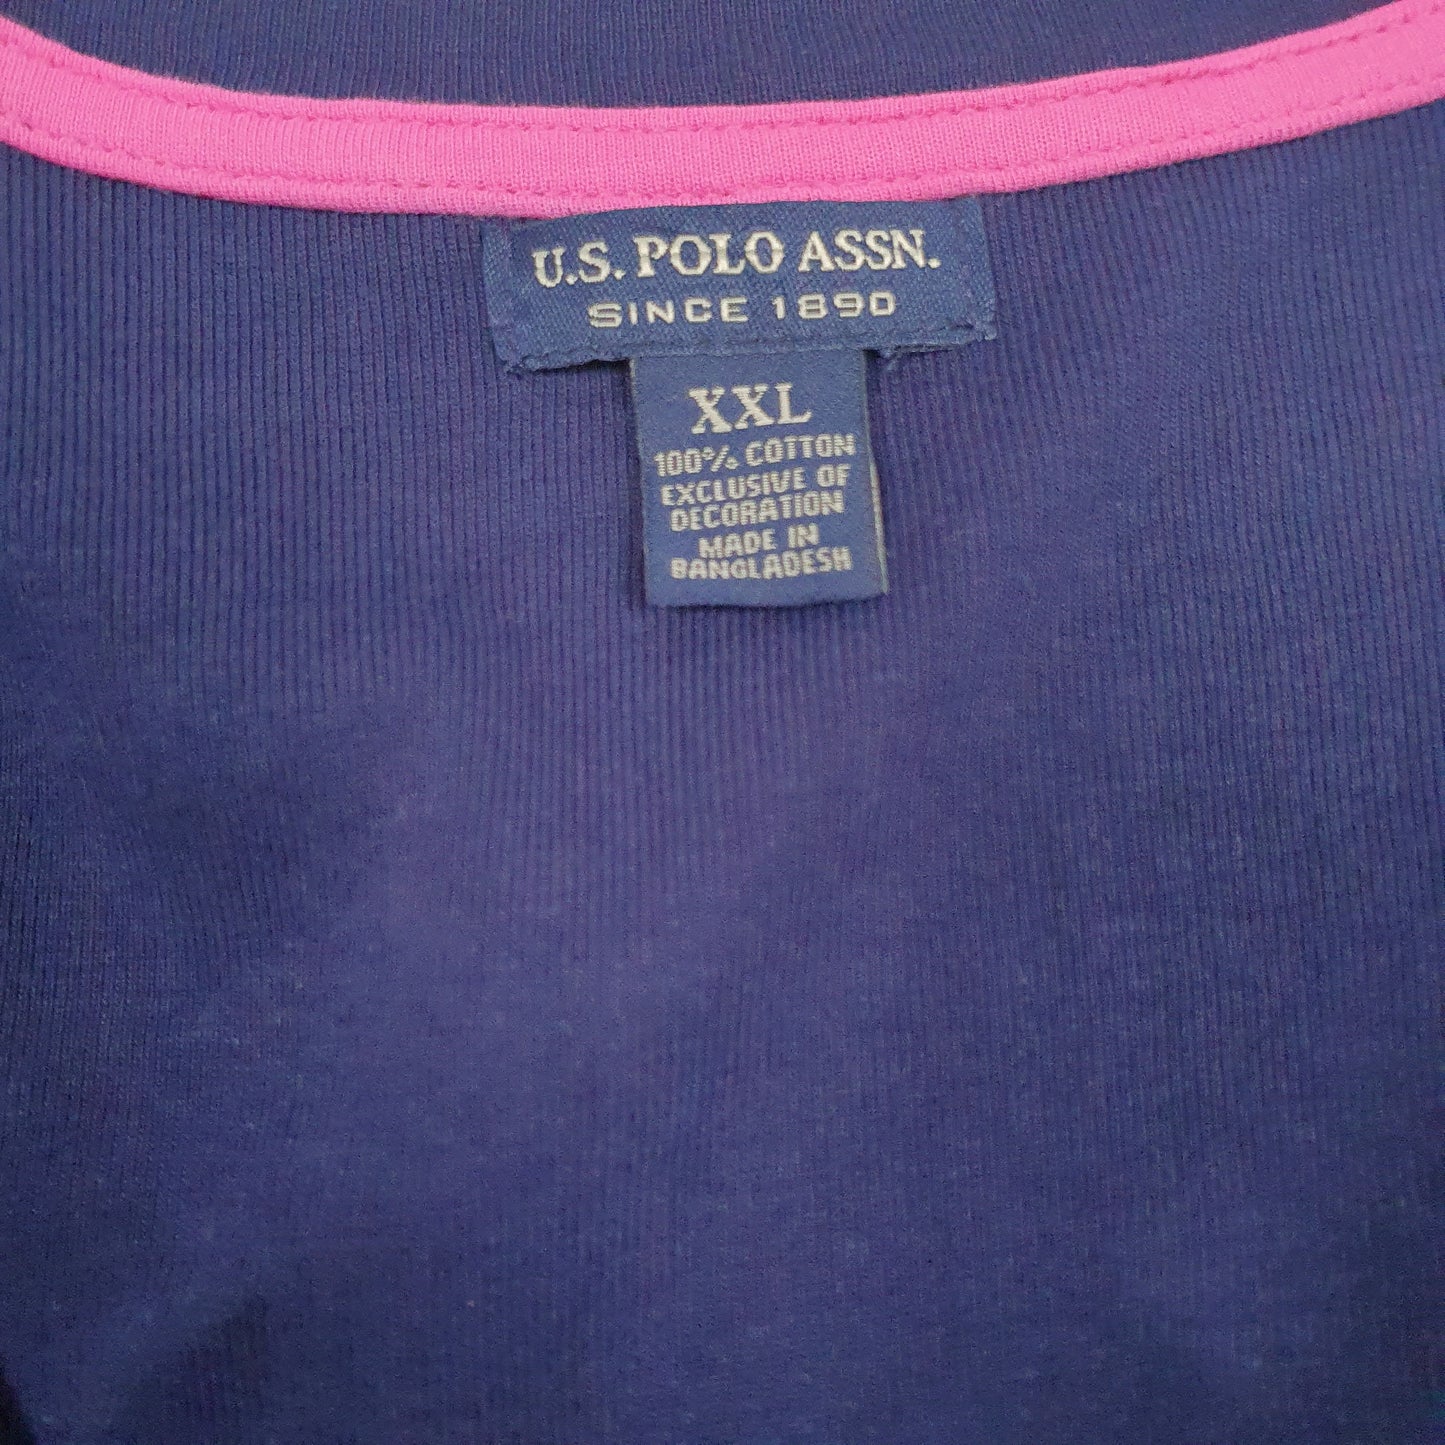 U.S. POLO ASSN.
SINCE 1890
XXL
100% COTTON
EXCLUSIVE OF
DECORATION
MADE IN
BANGLADESH